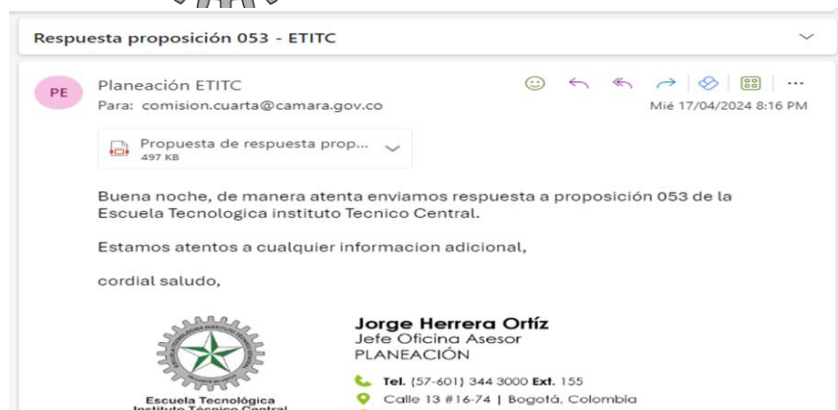 Respuesta proposición 053 - ETITC
PE
Planeación ETITC
Para: comision.cuarta@camara.gov.co
Mié 17/04/2024 8:16 PM
Propuesta de respuesta prop...
497 KB
Buena noche, de manera atenta enviamos respuesta a proposición 053 de la
Escuela Tecnologica instituto Tecnico Central.
Estamos atentos a cualquier informacion adicional,
cordial saludo,
Jorge Herrera Ortíz
Jefe Oficina Asesor
PLANEACIÓN
Tel. (57-601) 344 3000 Ext. 155
Calle 13 #16-74 | Bogotá, Colombia
Escuela Tecnológica
Instituto Técnico Central